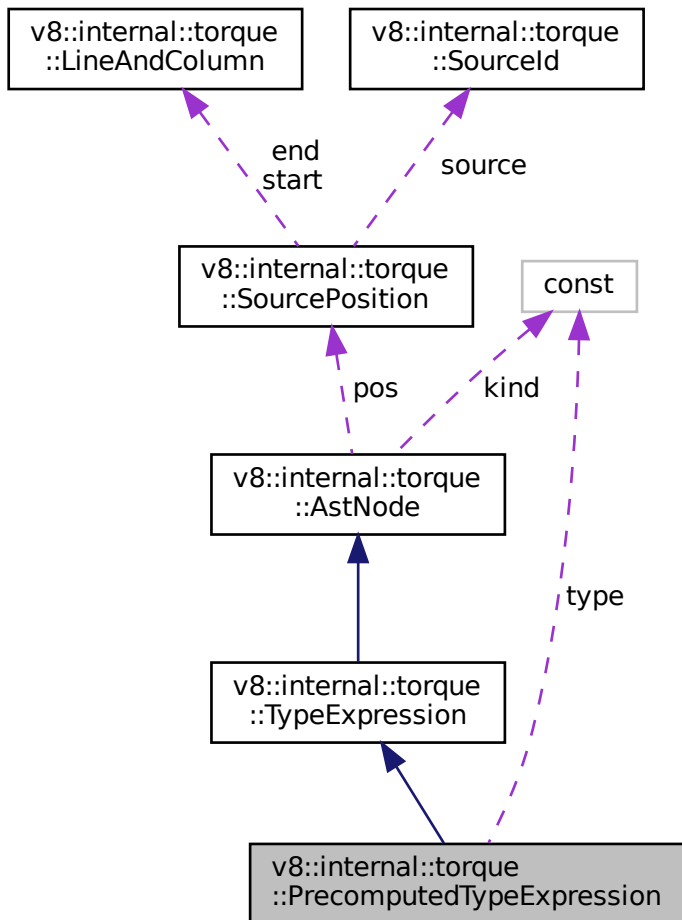 v8::internal::torque
::LineAndColumn
v8::internal::torque
::SourceId
end
start
source
v8::internal::torque
::SourcePosition
const
pos
kind
v8::internal::torque
::AstNode
type
v8::internal::torque
::TypeExpression
v8::internal::torque
::PrecomputedTypeExpression